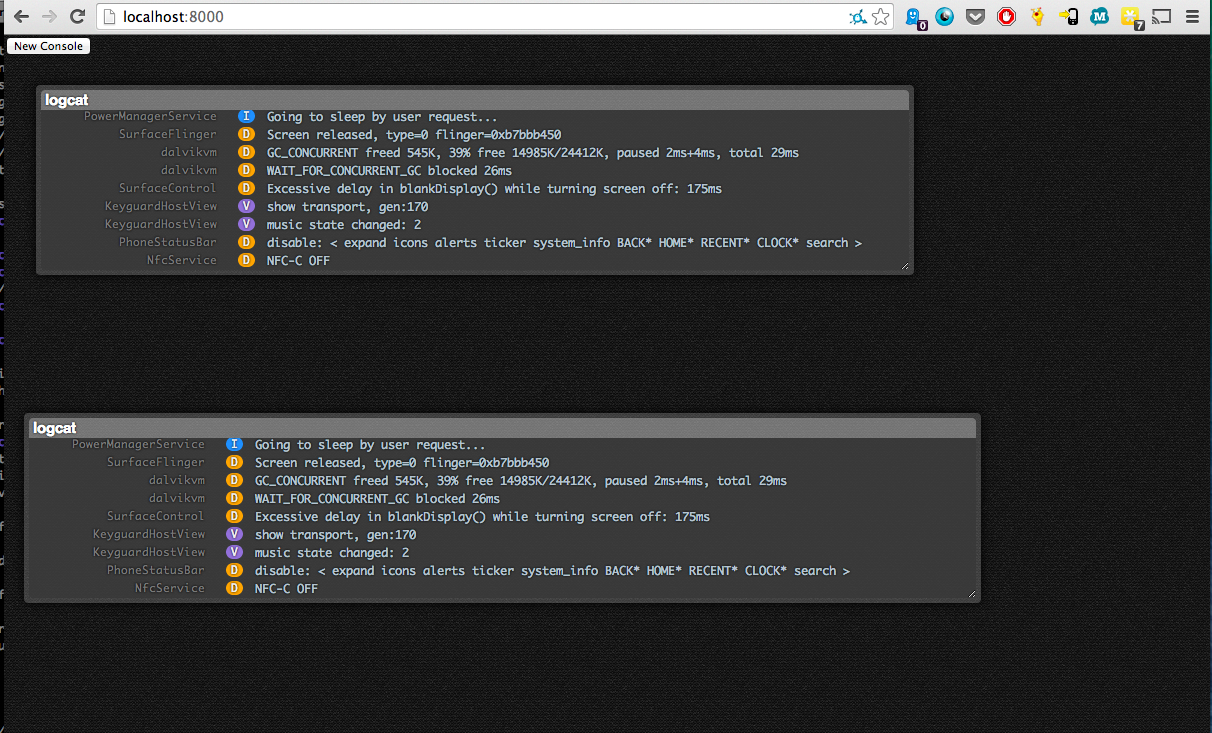 localhost:8000
0
M
7
New Console
logcat
PowerManagerService I Going to sleep by user request...
SurfaceFlinger D Screen released, type=0 flinger=0xb7bbb450
dalvikvm D GC_CONCURRENT freed 545K, 39% free 14985K/24412K, paused 2ms+4ms, total 29ms
dalvikvm D WAIT_FOR_CONCURRENT_GC blocked 26ms
SurfaceControl D Excessive delay in blankDisplay() while turning screen off: 175ms
KeyguardHostView V show transport, gen:170
KeyguardHostView V music state changed: 2
PhoneStatusBar D disable: < expand icons alerts ticker system_info BACK* HOME* RECENT* CLOCK* search >
NfcService D NFC-C OFF
logcat
PowerManagerService I Going to sleep by user request...
SurfaceFlinger D Screen released, type=0 flinger=0xb7bbb450
dalvikvm D GC_CONCURRENT freed 545K, 39% free 14985K/24412K, paused 2ms+4ms, total 29ms
dalvikvm D WAIT_FOR_CONCURRENT_GC blocked 26ms
SurfaceControl D Excessive delay in blankDisplay() while turning screen off: 175ms
KeyguardHostView V show transport, gen:170
KeyguardHostView V music state changed: 2
PhoneStatusBar D disable: < expand icons alerts ticker system_info BACK* HOME* RECENT* CLOCK* search >
NfcService D NFC-C OFF